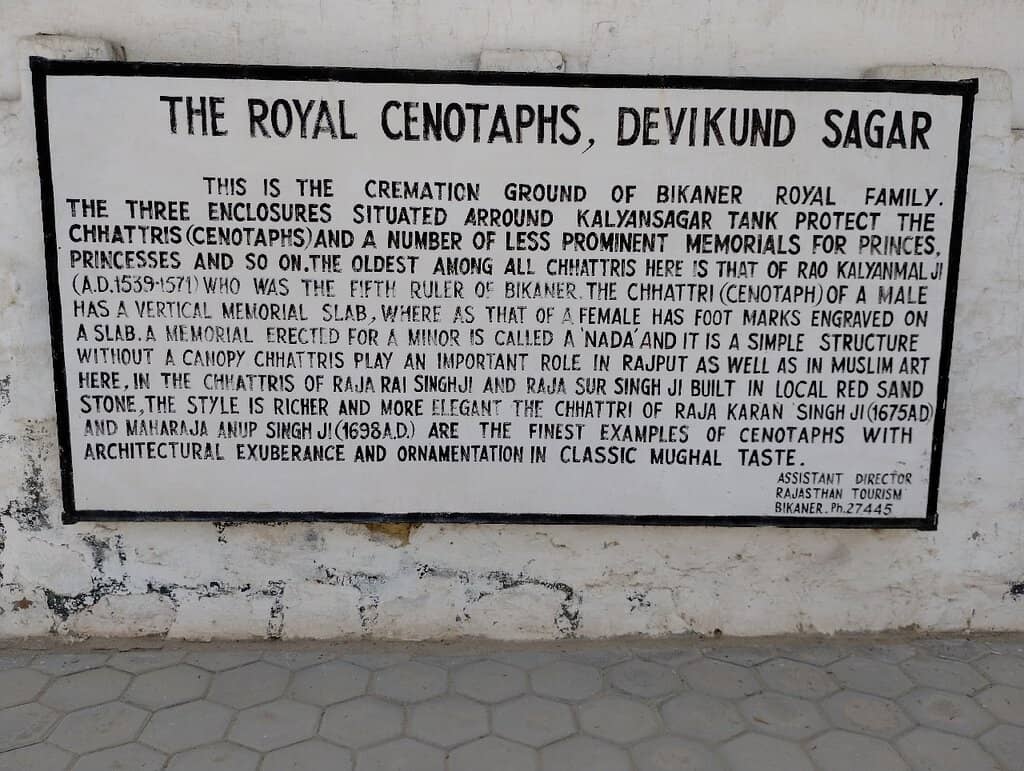 THE ROYAL CENOTAPHS, DEVIKUND SAGAR
THIS IS THE CREMATION GROUND OF BIKANER ROYAL FAMILY.
THE THREE ENCLOSURES SITUATED ARROUND KALYANSAGAR TANK PROTECT THE
CHHATTRIS (CENOTAPHS) AND A NUMBER OF LESS PROMINENT MEMORIALS FOR PRINCES,
PRINCESSES AND SO ON. THE OLDEST AMONG ALL CHHATTRIS HERE IS THAT OF RAO KALYANMAL JI
(A.D.1539-1571) WHO WAS THE FIFTH RULER OF BIKANER. THE CHHATTRI (CENOTAPH) OF A MALE
HAS A VERTICAL MEMORIAL SLAB, WHERE AS THAT OF A FEMALE HAS FOOT MARKS ENGRAVED ON
A SLAB. A MEMORIAL ERECTED FOR A MINOR IS CALLED A 'NADA' AND IT IS A SIMPLE STRUCTURE
WITHOUT A CANOPY CHHATTRIS PLAY AN IMPORTANT ROLE IN RAJPUT AS WELL AS IN MUSLIM ART
HERE, IN THE CHHATTRIS OF RAJA RAI SINGHJI AND RAJA SUR SINGH JI BUILT IN LOCAL RED SAND
STONE, THE STYLE IS RICHER AND MORE ELEGANT THE CHHATTRI OF RAJA KARAN SINGH JI (1675A.D)
AND MAHARAJA ANUP SINGH JI (1698A.D.) ARE THE FINEST EXAMPLES OF CENOTAPHS WITH
ARCHITECTURAL EXUBERANCE AND ORNAMENTATION IN CLASSIC MUGHAL TASTE.
ASSISTANT DIRECTOR
RAJASTHAN TOURISM
BIKANER. Ph.27445